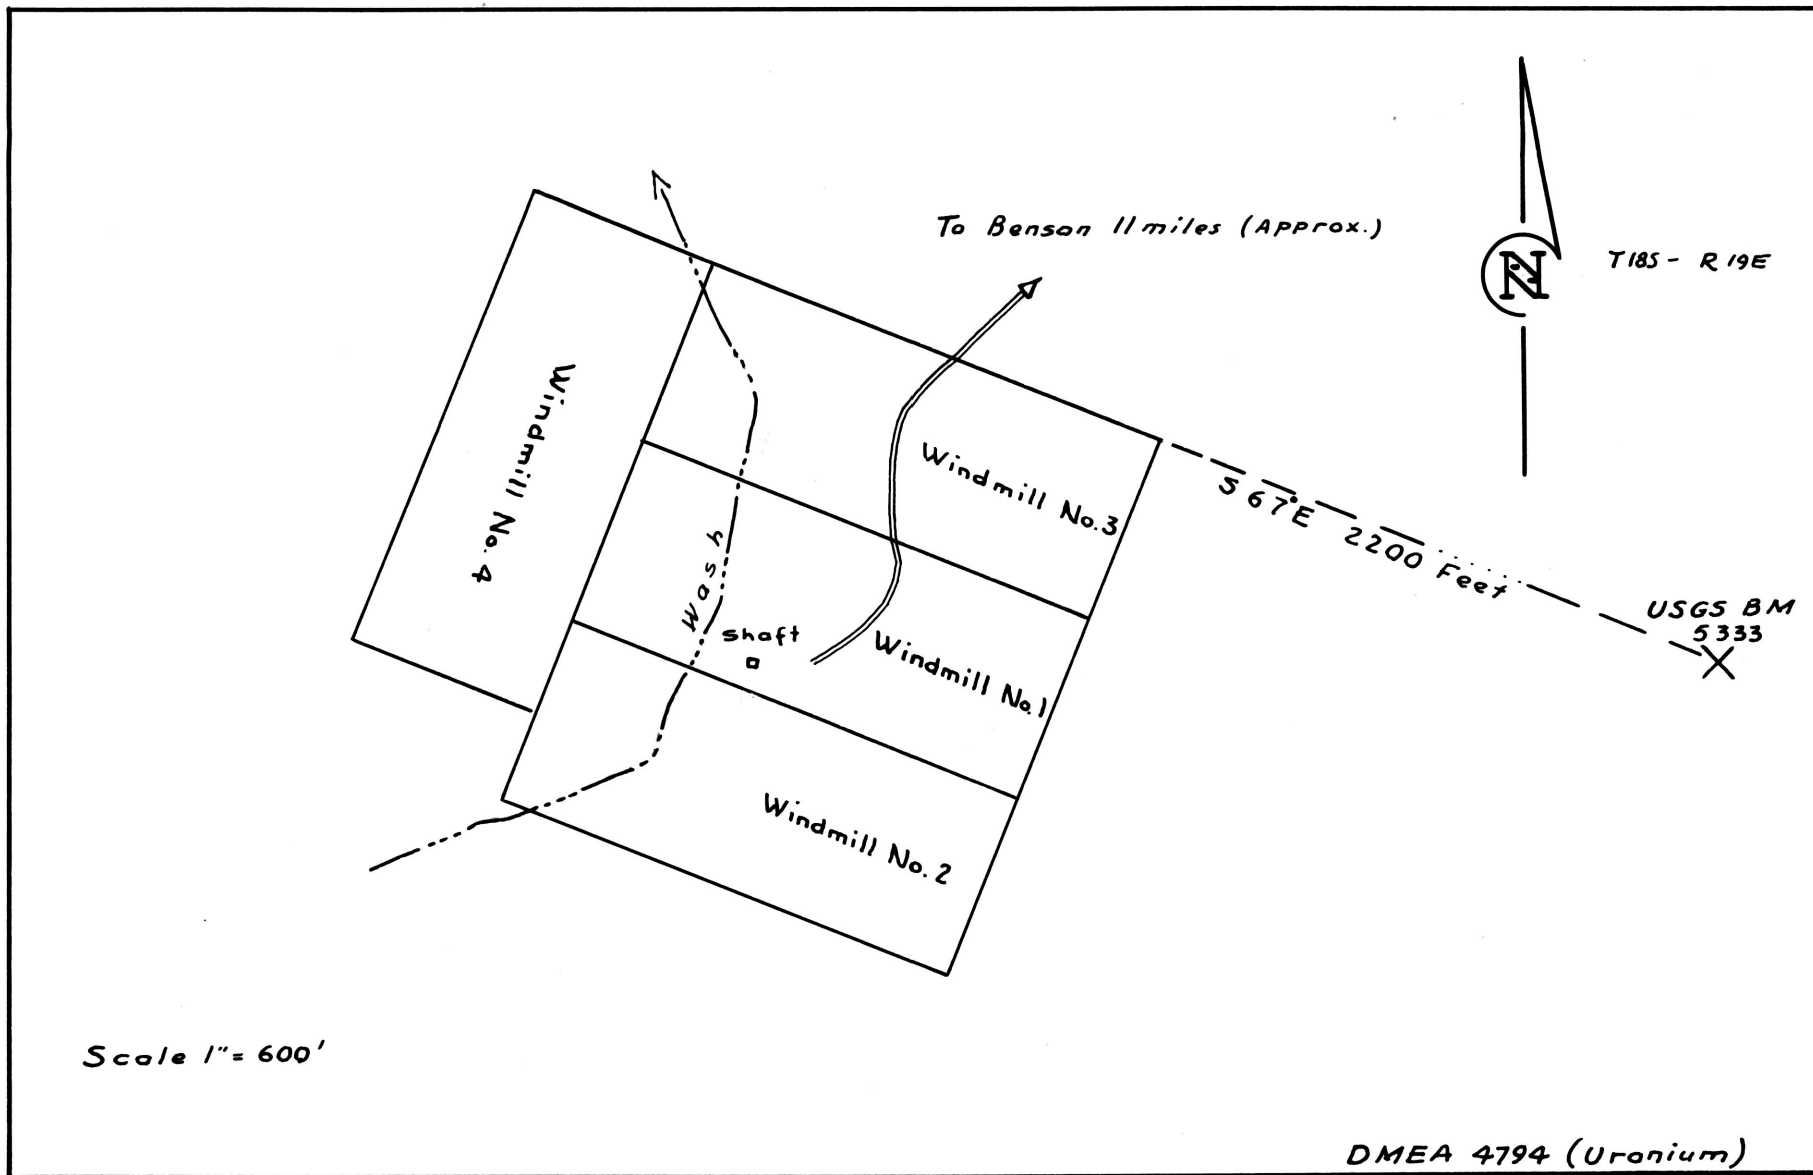 To Benson 11 miles (Approx.)
N
T18S - R19E
Windmill No. 4
Windmill No. 3
S 67° E 2200 Feet
USGS BM
5333
Wash
Shaft
Windmill No. 1
Windmill No. 2
Scale 1" = 600'
DMEA 4794 (Uranium)